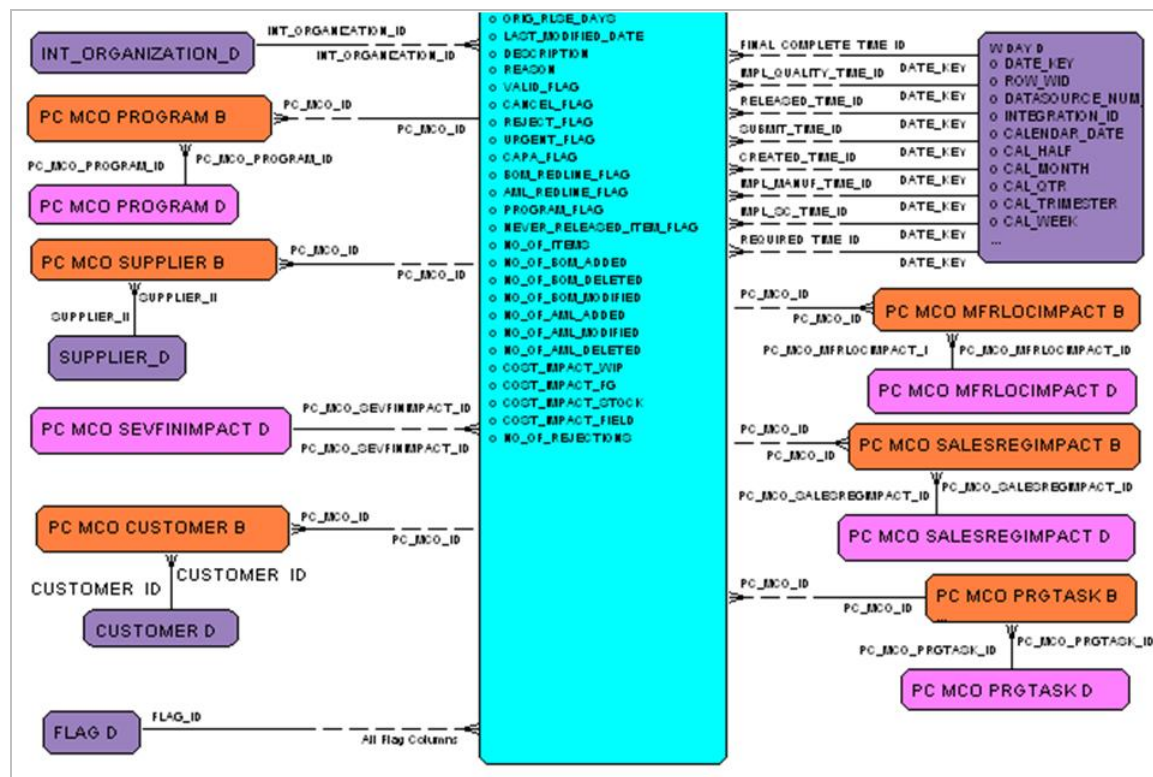 INT_ORGANIZATION_D
INT_ORGANIZATION_ID
INT_ORGANIZATION_ID
PC MCO PROGRAM B
PC_MCO_ID
PC_MCO_ID
PC_MCO_PROGRAM_ID
PC_MCO_PROGRAM_ID
PC MCO PROGRAM D
PC MCO SUPPLIER B
PC_MCO_ID
PC_MCO_ID
SUPPLIER_II
SUPPLIER_II
SUPPLIER_D
PC MCO SEVFINIMPACT D
PC_MCO_SEVFINIMPACT_ID
PC_MCO_SEVFINIMPACT_ID
PC MCO CUSTOMER B
PC_MCO_ID
PC_MCO_ID
CUSTOMER ID
CUSTOMER ID
CUSTOMER D
FLAG D
FLAG_ID
All Flag Columns
ORIG_RLSE_DAYS
LAST_MODIFIED_DATE
DESCRIPTION
REASON
VALID_FLAG
CANCEL_FLAG
REJECT_FLAG
URGENT_FLAG
CAPA_FLAG
BOM_REDLINE_FLAG
AML_REDLINE_FLAG
PROGRAM_FLAG
NEVER_RELEASED_ITEM_FLAG
NO_OF_ITEMS
NO_OF_BOM_ADDED
NO_OF_BOM_DELETED
NO_OF_BOM_MODIFIED
NO_OF_AML_ADDED
NO_OF_AML_MODIFIED
NO_OF_AML_DELETED
COST_IMPACT_WIP
COST_IMPACT_FG
COST_IMPACT_STOCK
COST_IMPACT_FIELD
NO_OF_REJECTIONS
FINAL_COMPLETE_TIME_ID
DATE_KEY
IMPL_QUALITY_TIME_ID
DATE_KEY
RELEASED_TIME_ID
DATE_KEY
SUBMIT_TIME_ID
DATE_KEY
CREATED_TIME_ID
DATE_KEY
IMPL_MANUF_TIME_ID
DATE_KEY
IMPL_SC_TIME_ID
DATE_KEY
REQUIRED TIME ID
DATE_KEY
W DAY D
DATE_KEY
ROW_WID
DATASOURCE_NUM_
INTEGRATION_ID
CALENDAR_DATE
CAL_HALF
CAL_MONTH
CAL_QTR
CAL_TRIMESTER
CAL_WEEK
...
PC_MCO_ID
PC_MCO_ID
PC MCO MFRLOCIMPACT B
PC_MCO_MFRLOCIMPACT_I
PC_MCO_MFRLOCIMPACT_ID
PC MCO MFRLOCIMPACT D
PC_MCO_ID
PC_MCO_ID
PC MCO SALESREGIMPACT B
PC_MCO_SALESREGIMPACT_ID
PC_MCO_SALESREGIMPACT_ID
PC MCO SALESREGIMPACT D
PC_MCO_ID
PC_MCO_ID
PC MCO PRGTASK B
...
PC_MCO_PRGTASK_ID
PC_MCO_PRGTASK_ID
PC MCO PRGTASK D